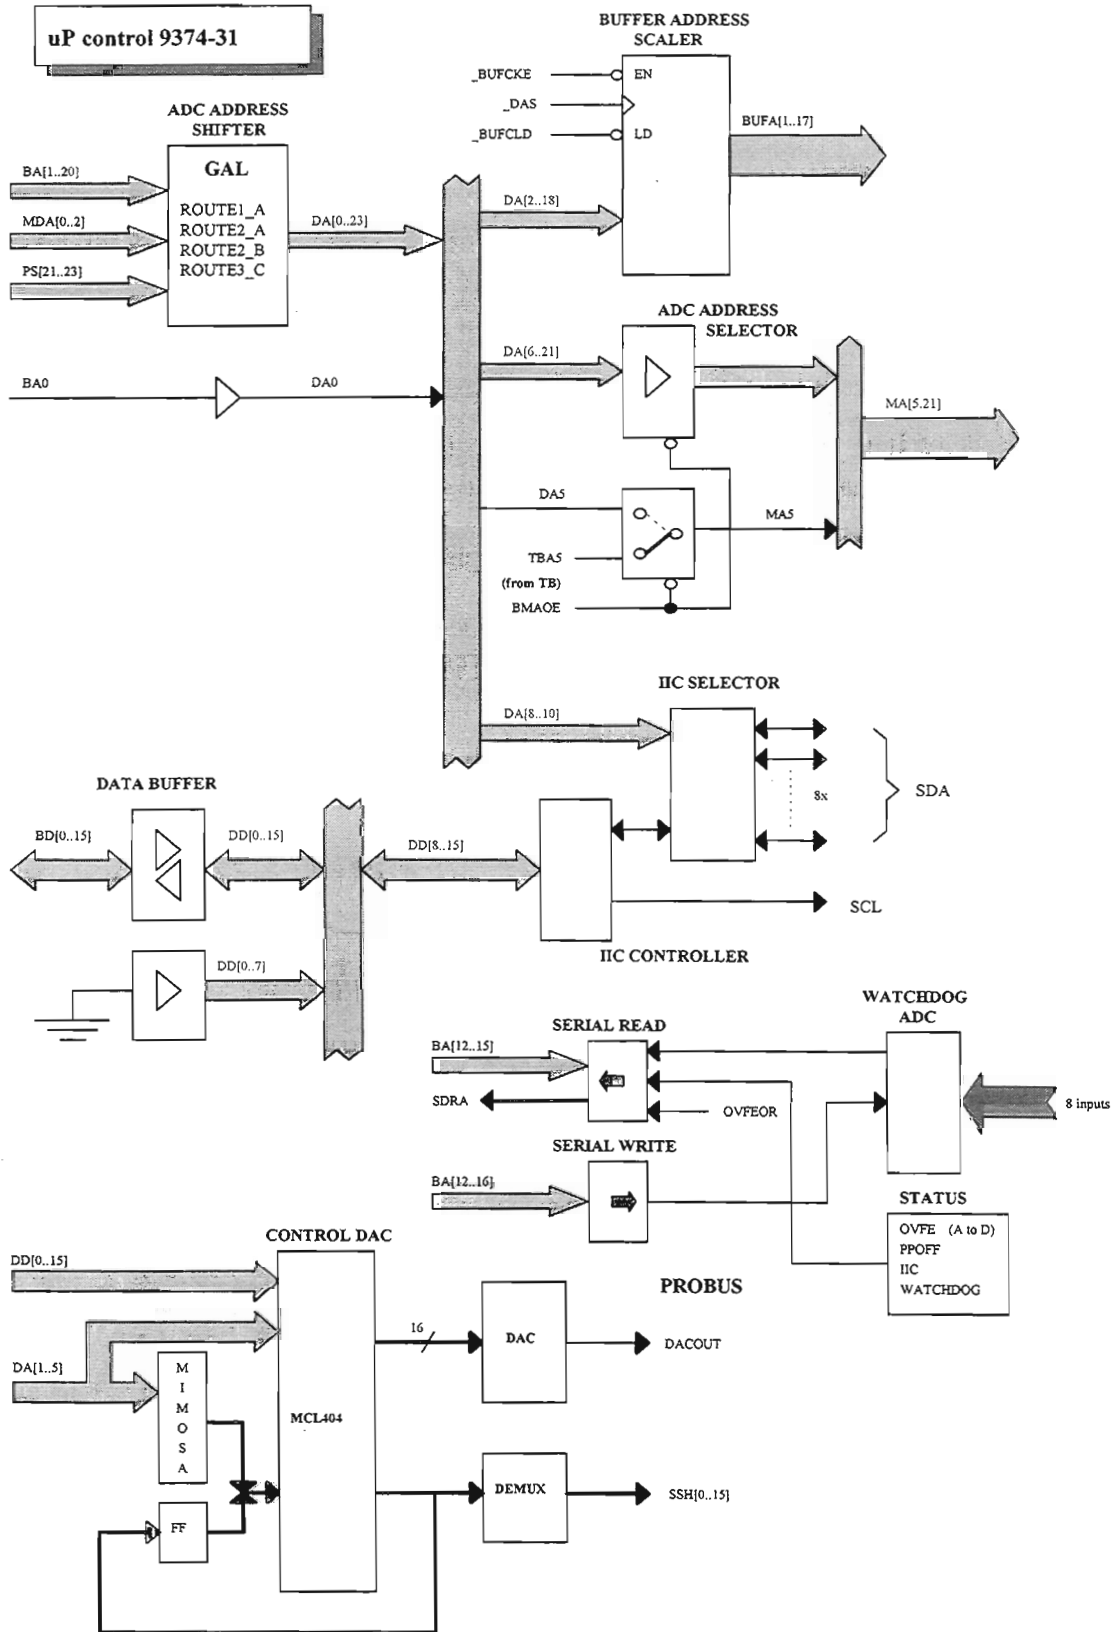 uP control 9374-31
BUFFER ADDRESS
SCALER
_BUFCKE
EN
_DAS
_BUFCLD
LD
BUFA[1..17]
ADC ADDRESS
SHIFTER
GAL
BA[1..20]
ROUTE1_A
MDA[0..2]
ROUTE2_A
ROUTE2_B
PS[21..23]
ROUTE3_C
DA[0..23]
DA[2..18]
ADC ADDRESS
SELECTOR
DA[6..21]
BA0
DA0
MA[5.21]
DA5
MA5
TBA5
(from TB)
BMAOE
IIC SELECTOR
DA[8..10]
8x
SDA
DATA BUFFER
BD[0..15]
DD[0..15]
DD[8..15]
SCL
IIC CONTROLLER
DD[0..7]
WATCHDOG
ADC
SERIAL READ
BA[12..15]
SDRA
OVFEOR
8 inputs
SERIAL WRITE
BA[12..16]
STATUS
OVFE (A to D)
PPOFF
IIC
WATCHDOG
CONTROL DAC
DD[0..15]
PROBUS
16
DAC
DACOUT
DA[1..5]
M
I
M
O
S
A
MCL404
DEMUX
SSH[0..15]
FF